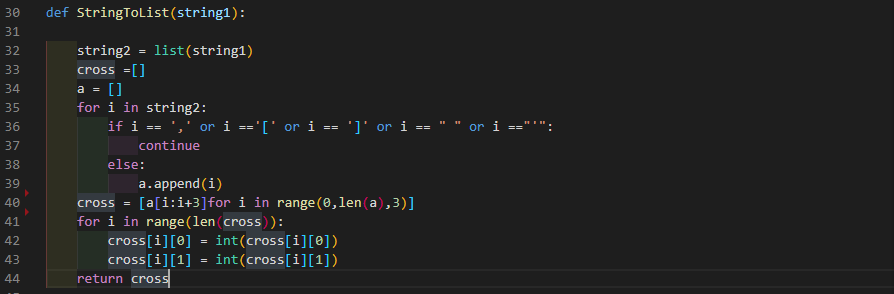 30 def StringToList(string1):
31
32 string2 = list(string1)
33 cross =[]
34 a = []
35 for i in string2:
36 if i == ',' or i =='[' or i == ']' or i == " " or i =="'":
37 continue
38 else:
39 a.append(i)
40 cross = [a[i:i+3]for i in range(0,len(a),3)]
41 for i in range(len(cross)):
42 cross[i][0] = int(cross[i][0])
43 cross[i][1] = int(cross[i][1])
44 return cross